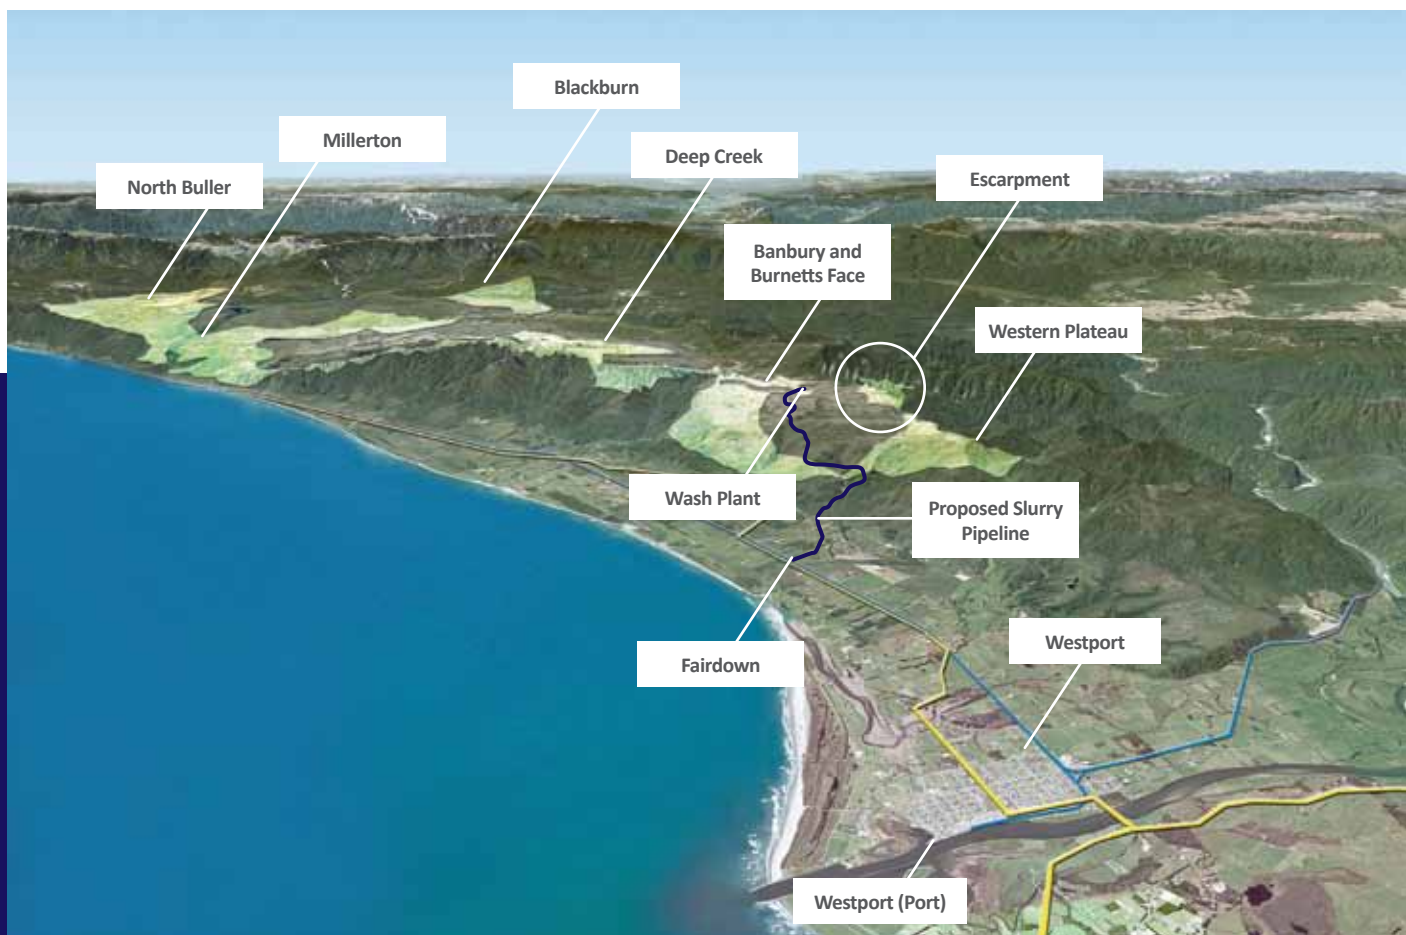 Blackburn
Millerton
Deep Creek
North Buller
Escarpment
Banbury and
Burnetts Face
Western Plateau
Wash Plant
Proposed Slurry
Pipeline
Fairdown
Westport
Westport (Port)